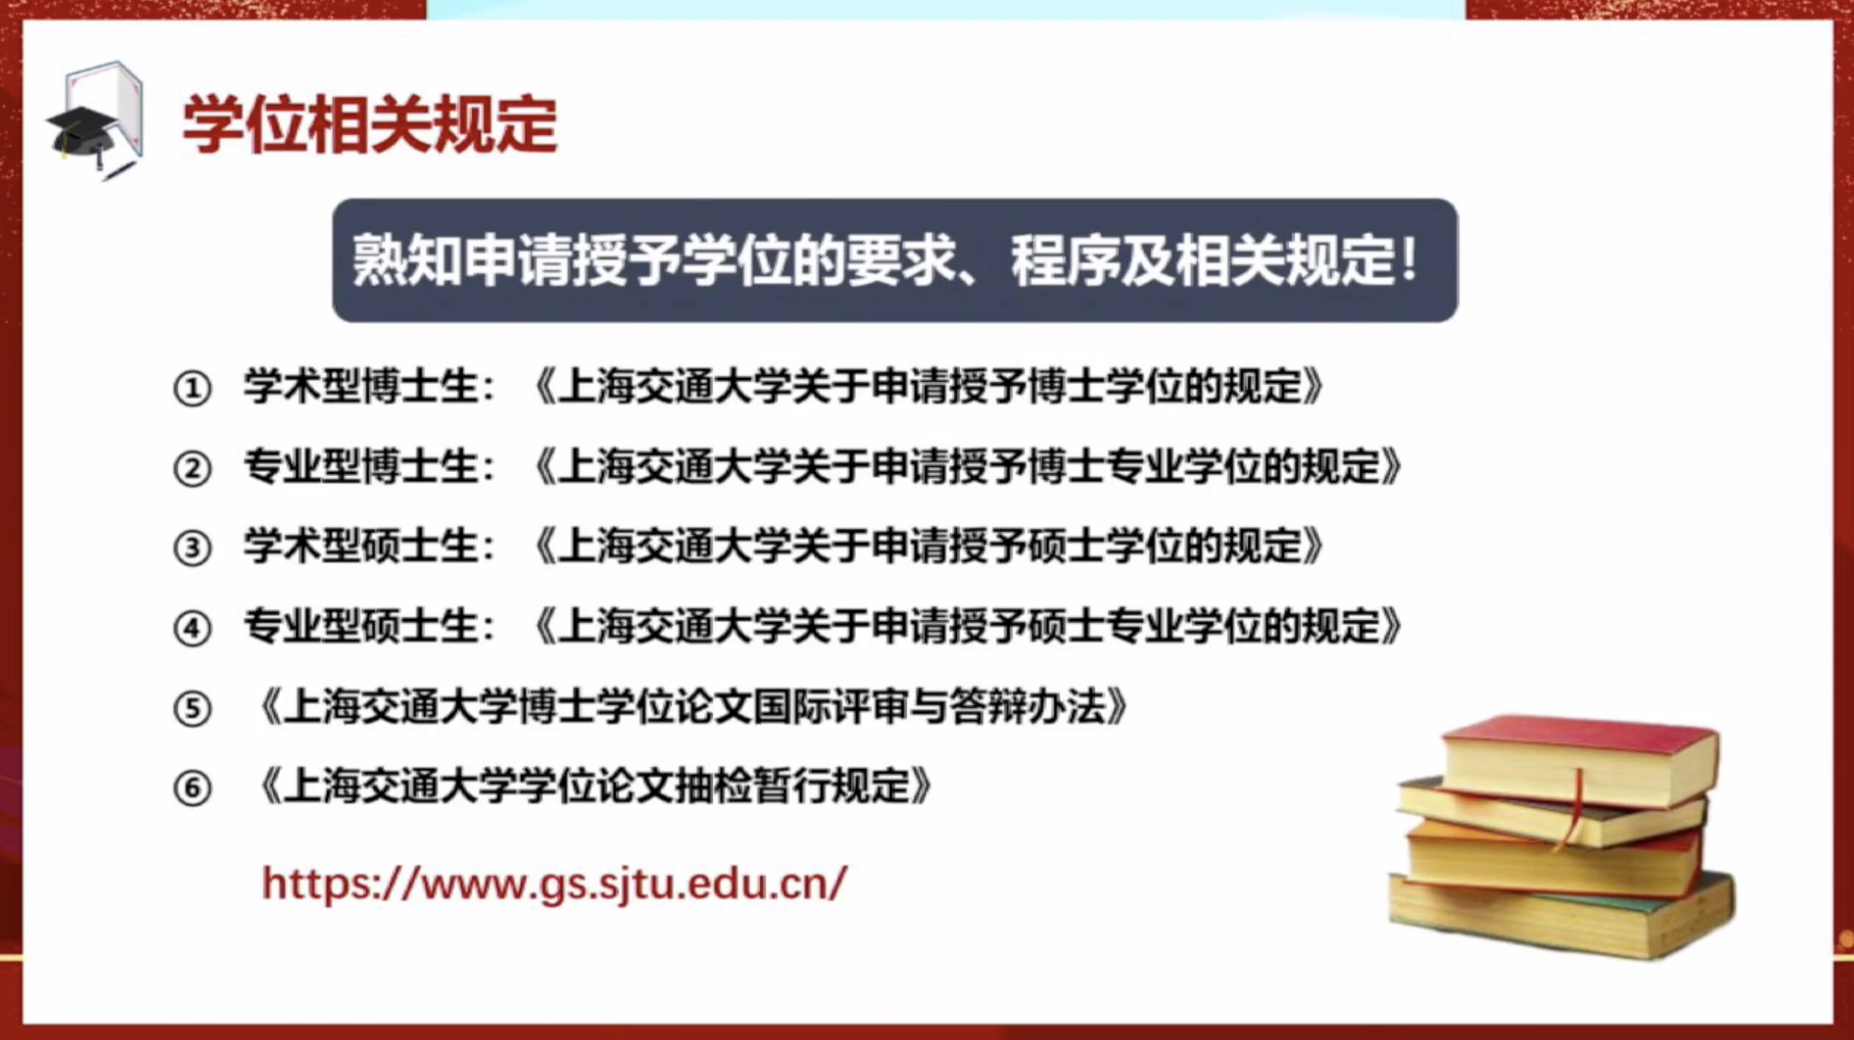 学位相关规定
熟知申请授予学位的要求、程序及相关规定！
① 学术型博士生：《上海交通大学关于申请授予博士学位的规定》
② 专业型博士生：《上海交通大学关于申请授予博士专业学位的规定》
③ 学术型硕士生：《上海交通大学关于申请授予硕士学位的规定》
④ 专业型硕士生：《上海交通大学关于申请授予硕士专业学位的规定》
⑤ 《上海交通大学博士学位论文国际评审与答辩办法》
⑥ 《上海交通大学学位论文抽检暂行规定》
https://www.gs.sjtu.edu.cn/